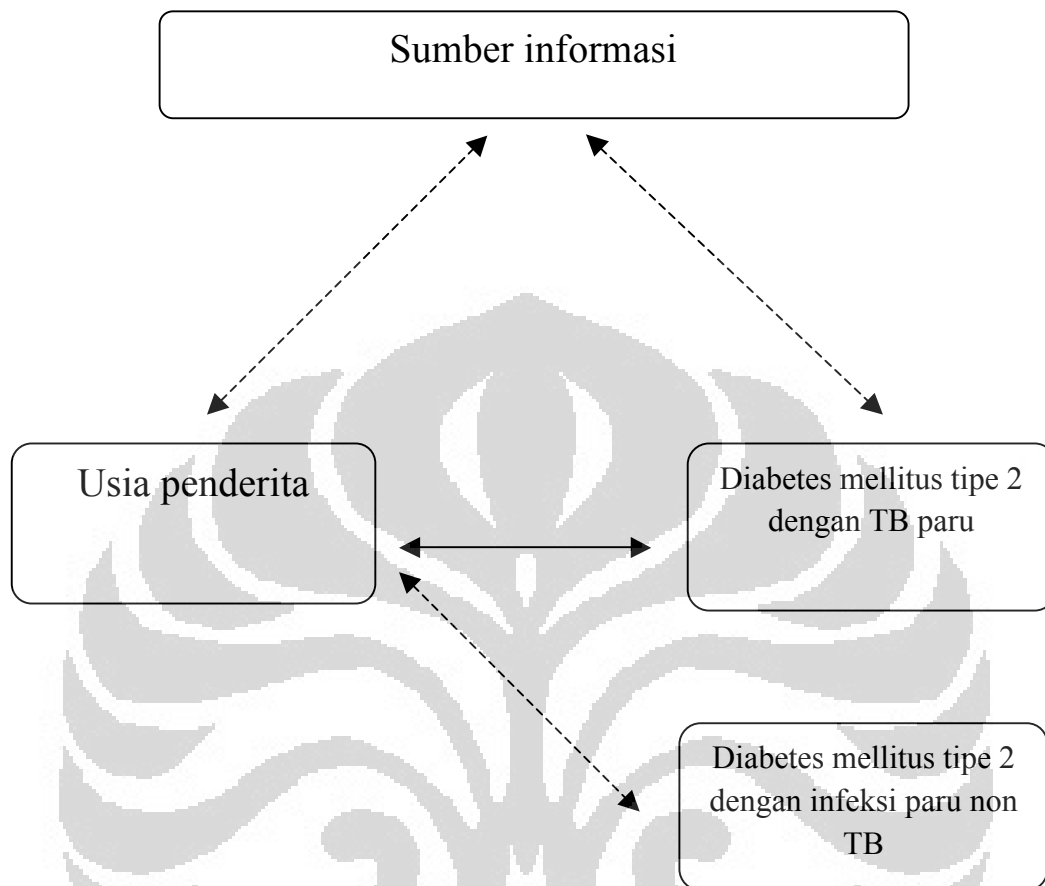 Sumber informasi
Usia penderita
Diabetes mellitus tipe 2
dengan TB paru
Diabetes mellitus tipe 2
dengan infeksi paru non
TB